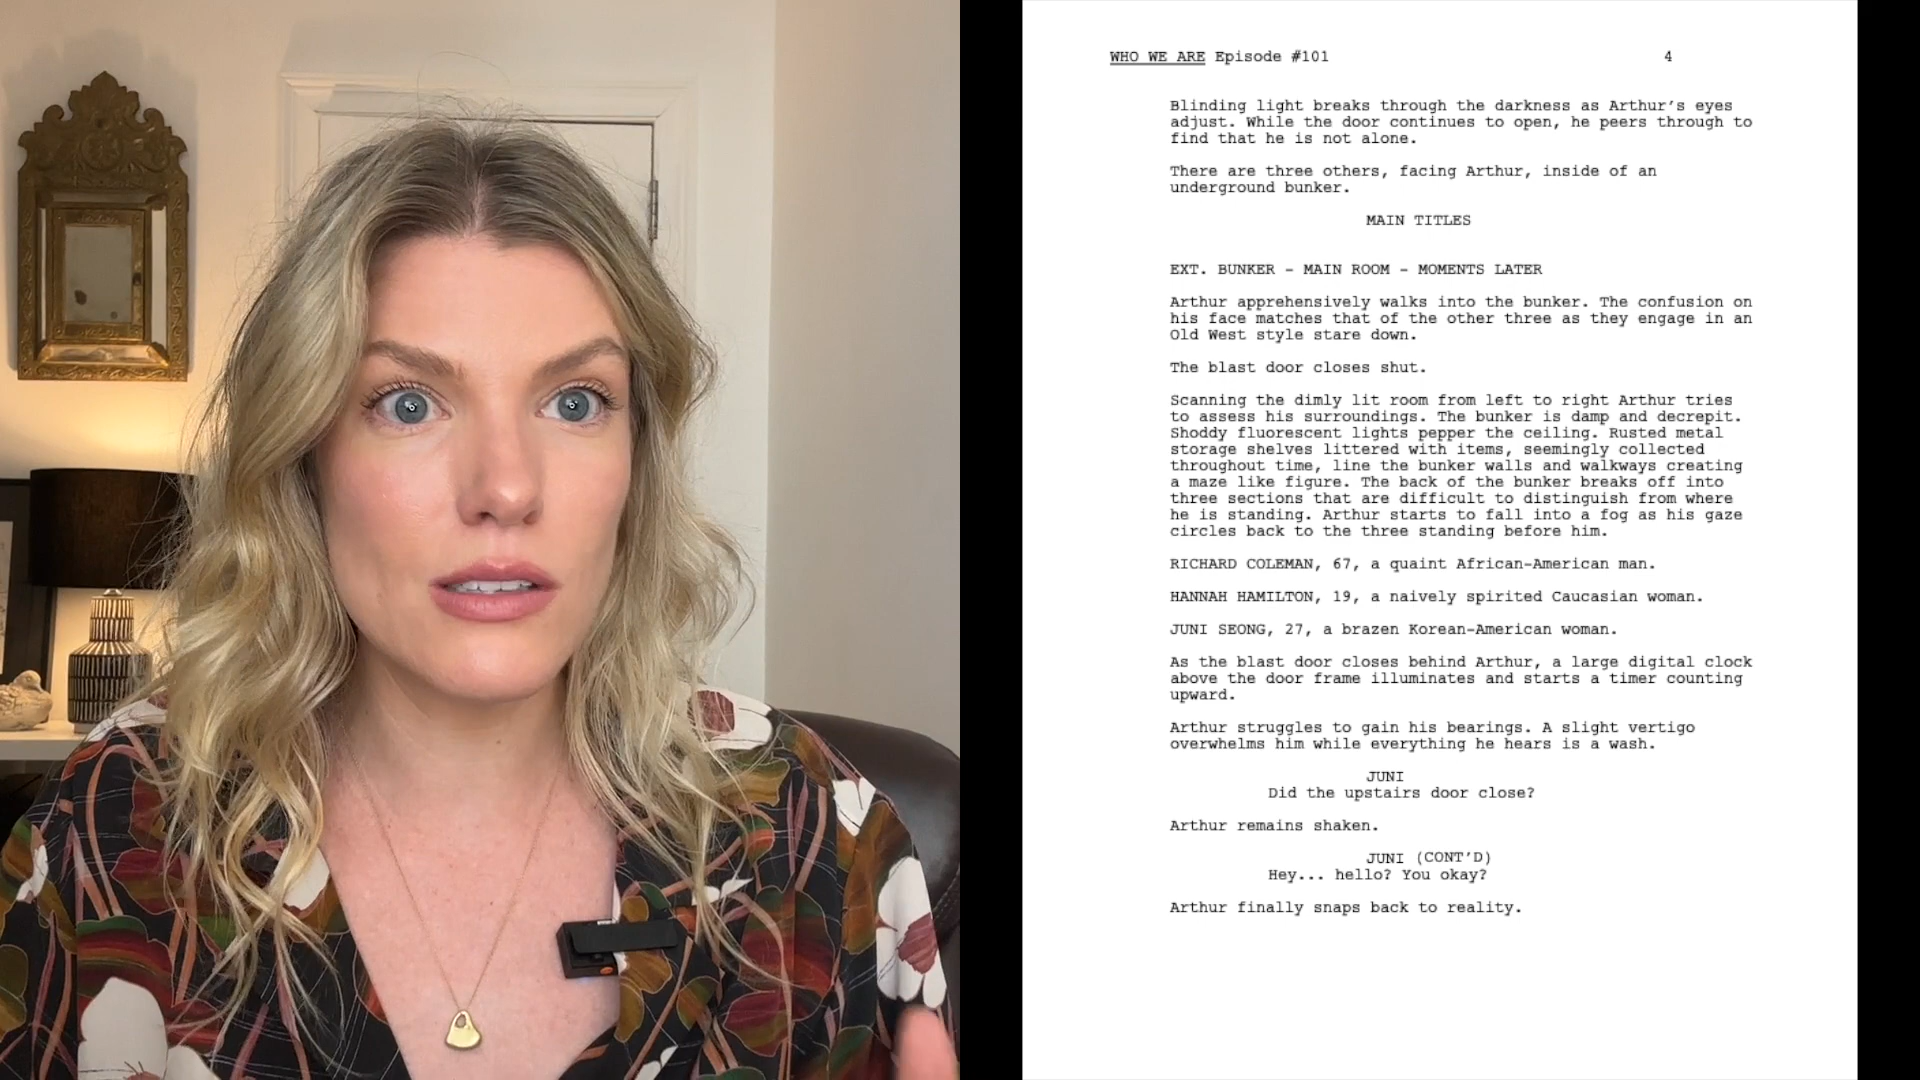 WHO WE ARE Episode #101 4
Blinding light breaks through the darkness as Arthur's eyes
adjust. While the door continues to open, he peers through to
find that he is not alone.
There are three others, facing Arthur, inside of an
underground bunker.
MAIN TITLES
EXT. BUNKER - MAIN ROOM - MOMENTS LATER
Arthur apprehensively walks into the bunker. The confusion on
his face matches that of the other three as they engage in an
Old West style stare down.
The blast door closes shut.
Scanning the dimly lit room from left to right Arthur tries
to assess his surroundings. The bunker is damp and decrepit.
Shoddy fluorescent lights pepper the ceiling. Rusted metal
storage shelves littered with items, seemingly collected
throughout time, line the bunker walls and walkways creating
a maze like figure. The back of the bunker breaks off into
three sections that are difficult to distinguish from where
he is standing. Arthur starts to fall into a fog as his gaze
circles back to the three standing before him.
RICHARD COLEMAN, 67, a quaint African-American man.
HANNAH HAMILTON, 19, a naively spirited Caucasian woman.
JUNI SEONG, 27, a brazen Korean-American woman.
As the blast door closes behind Arthur, a large digital clock
above the door frame illuminates and starts a timer counting
upward.
Arthur struggles to gain his bearings. A slight vertigo
overwhelms him while everything he hears is a wash.
JUNI
Did the upstairs door close?
Arthur remains shaken.
JUNI (CONT'D)
Hey... hello? You okay?
Arthur finally snaps back to reality.